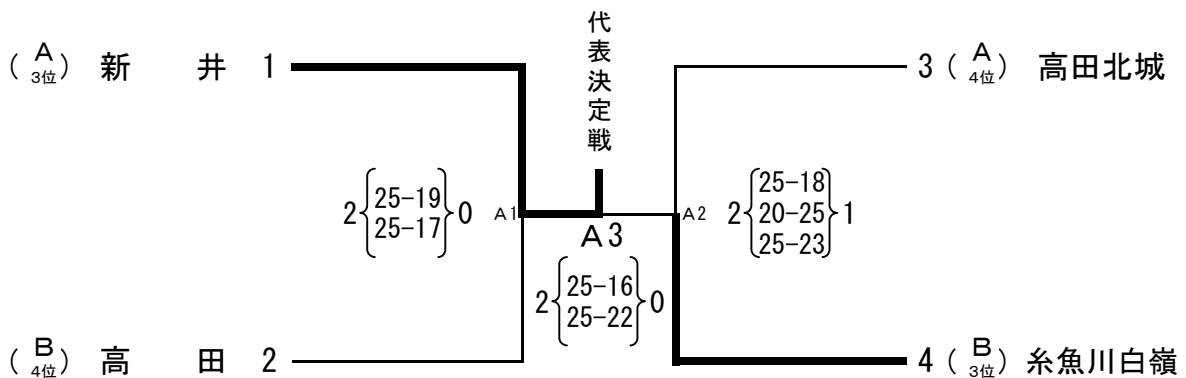 代表決定戦
(A 3位) 新井 1
3 (A 4位) 高田北城
2{25-19 25-17}0
A1
A2
2{25-18 20-25 25-23}1
A3
2{25-16 25-22}0
(B 4位) 高田 2
4 (B 3位) 糸魚川白嶺